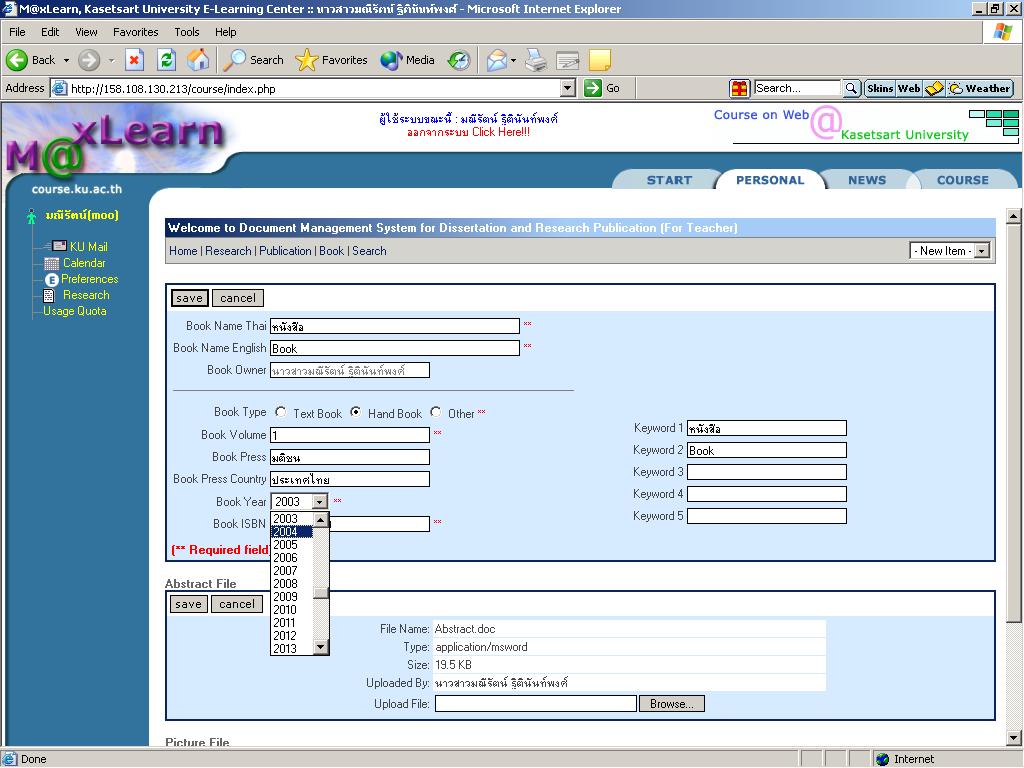 M@xLearn, Kasetsart University E-Learning Center :: นางสาวมณีรัตน์ ฐิตินันท์พงศ์ - Microsoft Internet Explorer
File Edit View Favorites Tools Help
Back Search Favorites Media
Address http://158.108.130.213/course/index.php Go Search... Skins Web Weather
M@xLearn
course.ku.ac.th
ผู้ใช้ระบบขณะนี้ : มณีรัตน์ ฐิตินันท์พงศ์
ออกจากระบบ Click Here!!!
Course on Web @ Kasetsart University
START PERSONAL NEWS COURSE
มณีรัตน์(moo)
KU Mail
Calendar
Preferences
Research
Usage Quota
Welcome to Document Management System for Dissertation and Research Publication (For Teacher)
Home | Research | Publication | Book | Search - New Item -
save cancel
Book Name Thai หนังสือ **
Book Name English Book **
Book Owner นางสาวมณีรัตน์ ฐิตินันท์พงศ์
Book Type Text Book Hand Book Other **
Book Volume 1 **
Book Press มติชน
Book Press Country ประเทศไทย
Book Year 2003 **
Book ISBN **
(** Required field
2003
2004
2005
2006
2007
2008
2009
2010
2011
2012
2013
Keyword 1 หนังสือ
Keyword 2 Book
Keyword 3
Keyword 4
Keyword 5
Abstract File
save cancel
File Name: Abstract.doc
Type: application/msword
Size: 19.5 KB
Uploaded By: นางสาวมณีรัตน์ ฐิตินันท์พงศ์
Upload File: Browse...
Picture File
Done Internet